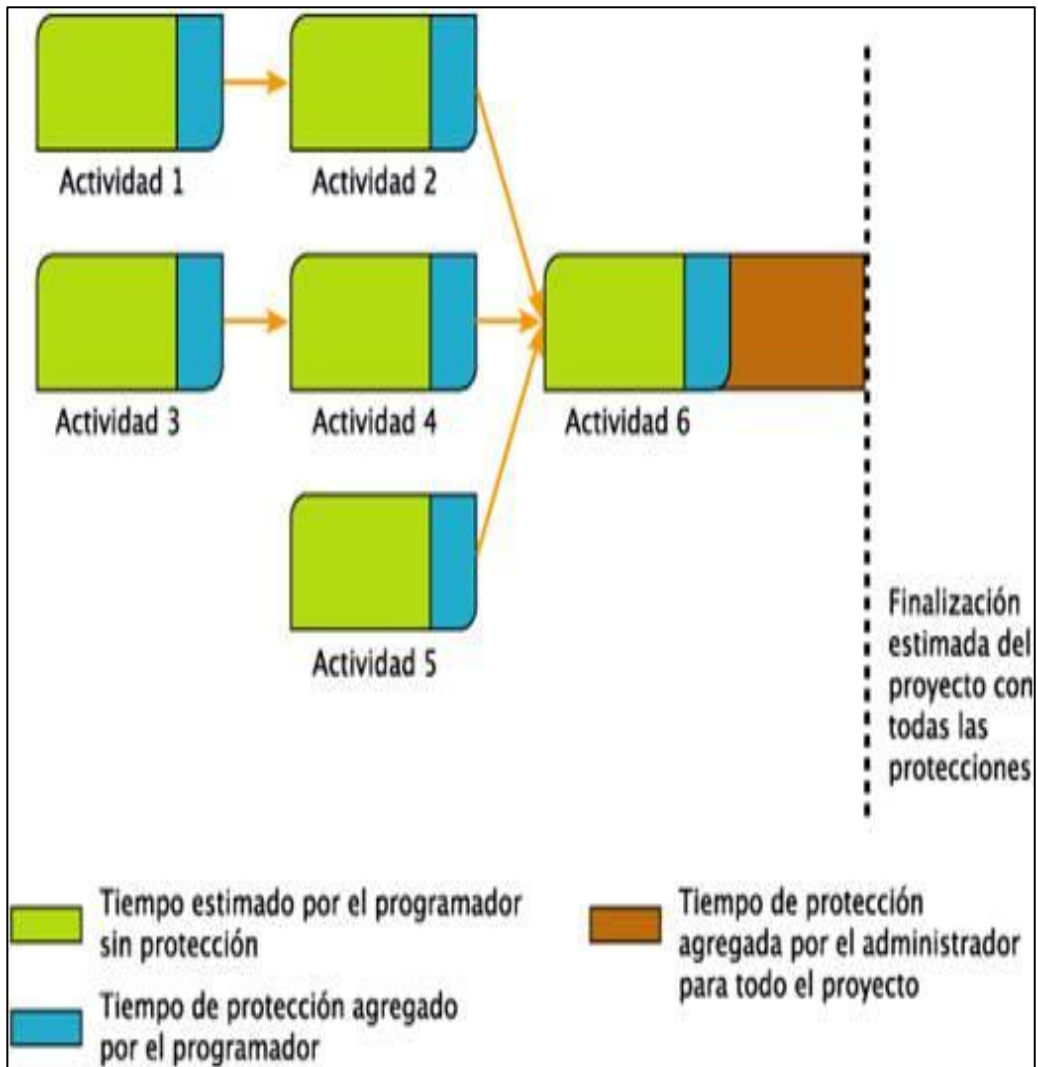 Actividad 1
Actividad 2
Actividad 3
Actividad 4
Actividad 6
Actividad 5
Finalización
estimada del
proyecto con
todas las
protecciones
Tiempo estimado por el programador
sin protección
Tiempo de protección agregado
por el programador
Tiempo de protección
agregada por el administrador
para todo el proyecto